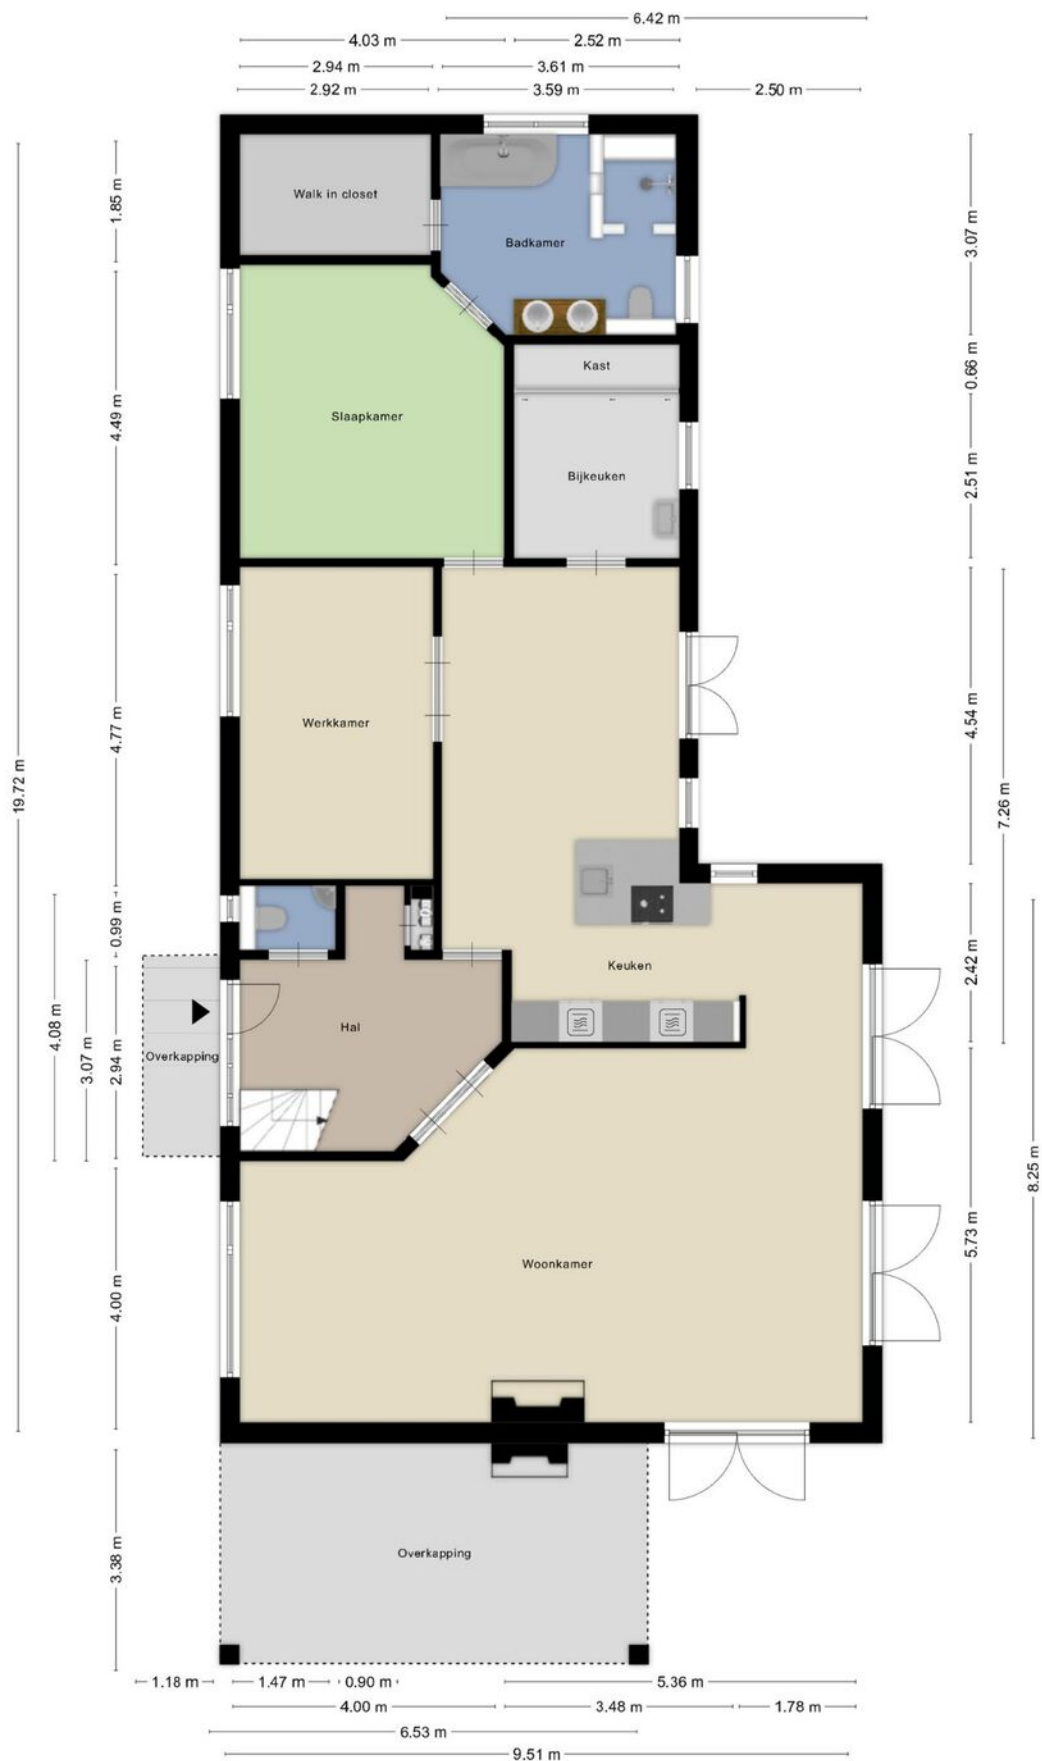 6.42 m
4.03 m
2.52 m
2.94 m
3.61 m
2.92 m
3.59 m
2.50 m
19.72 m
1.85 m
4.49 m
4.77 m
0.99 m
4.08 m
3.07 m
2.94 m
4.00 m
3.38 m
Walk in closet
Badkamer
Kast
Slaapkamer
Bijkeuken
Werkkamer
Keuken
Hal
Overkapping
Woonkamer
Overkapping
3.07 m
0.66 m
2.51 m
4.54 m
7.26 m
2.42 m
8.25 m
5.73 m
1.18 m
1.47 m
0.90 m
5.36 m
4.00 m
3.48 m
1.78 m
6.53 m
9.51 m